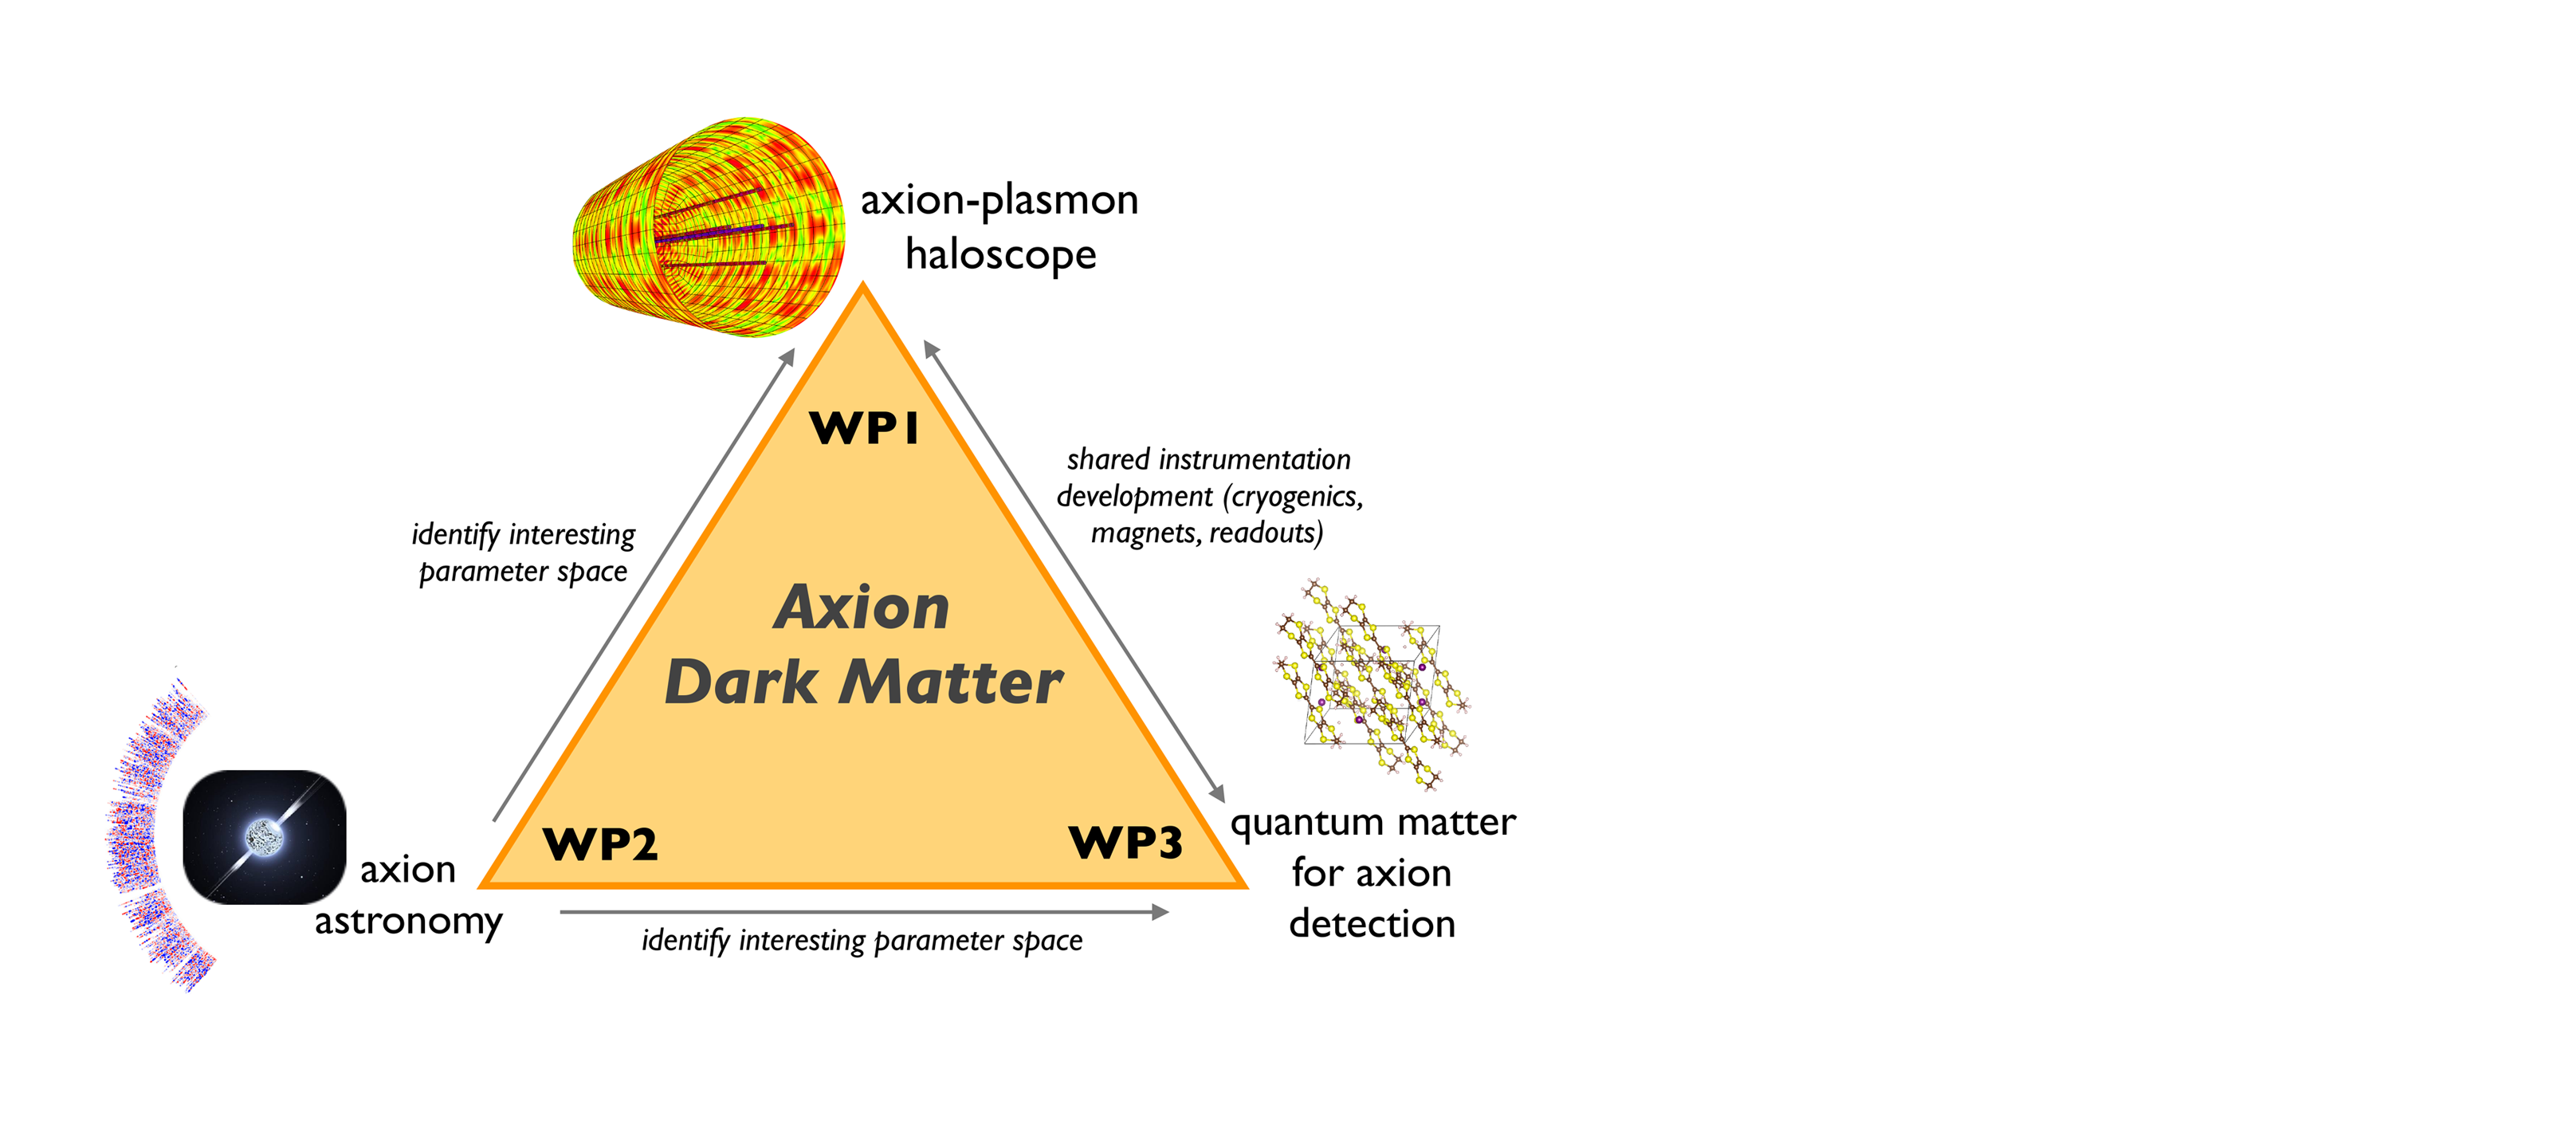 axion-plasmon
haloscope
WP1
shared instrumentation
development (cryogenics,
magnets, readouts)
identify interesting
parameter space
Axion
Dark Matter
WP2
WP3
axion
astronomy
quantum matter
for axion
detection
identify interesting parameter space